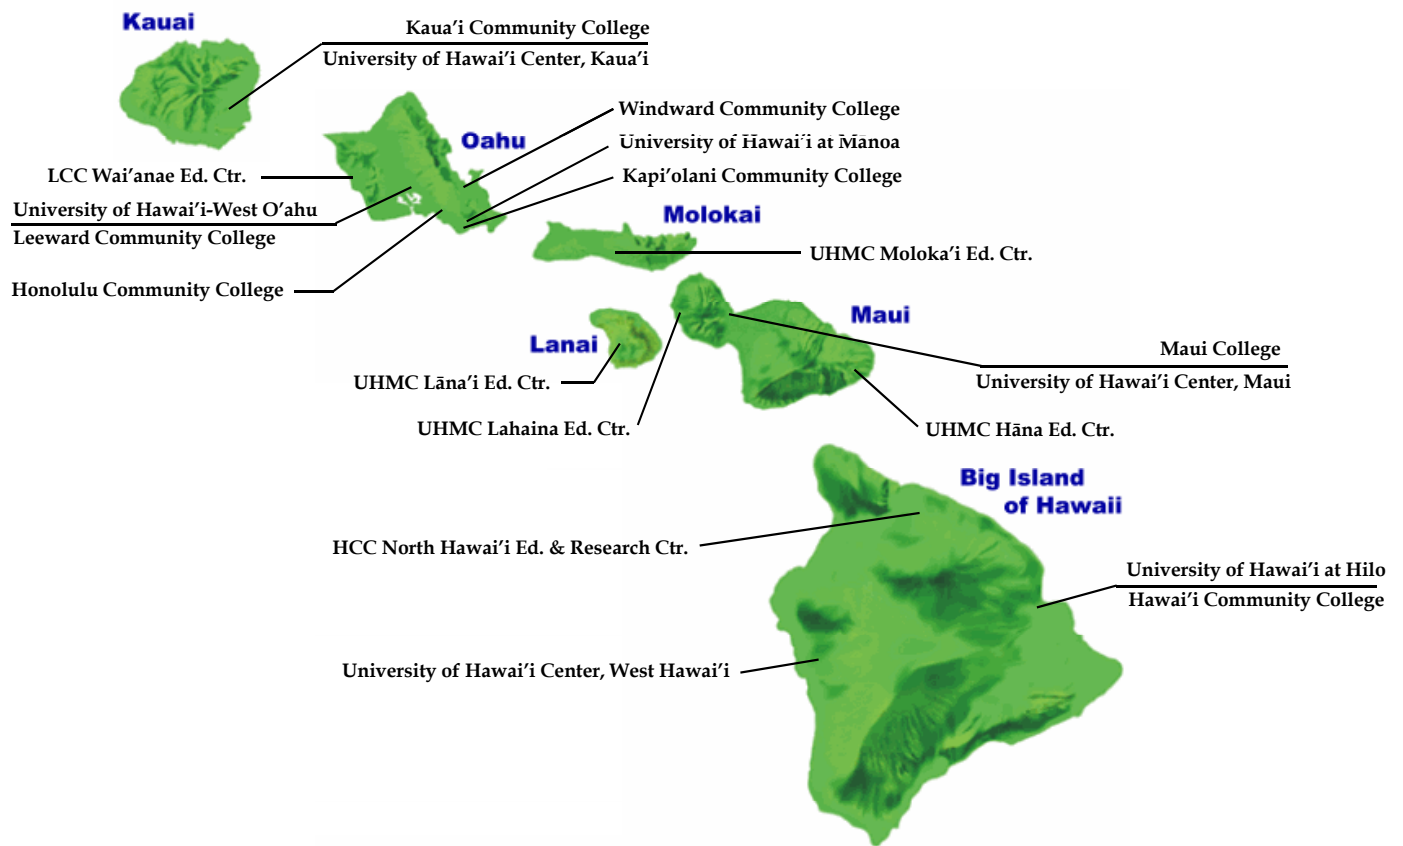 Kauai
Kaua’i Community College
University of Hawai’i Center, Kaua’i
Windward Community College
Oahu
University of Hawai’i at Mānoa
LCC Wai’anae Ed. Ctr.
Kapi’olani Community College
University of Hawai’i-West O’ahu
Leeward Community College
Molokai
UHMC Moloka’i Ed. Ctr.
Honolulu Community College
Maui
Lanai
Maui College
University of Hawai’i Center, Maui
UHMC Lāna’i Ed. Ctr.
UHMC Lahaina Ed. Ctr.
UHMC Hāna Ed. Ctr.
Big Island
of Hawaii
HCC North Hawai’i Ed. & Research Ctr.
University of Hawai’i at Hilo
Hawai’i Community College
University of Hawai’i Center, West Hawai’i